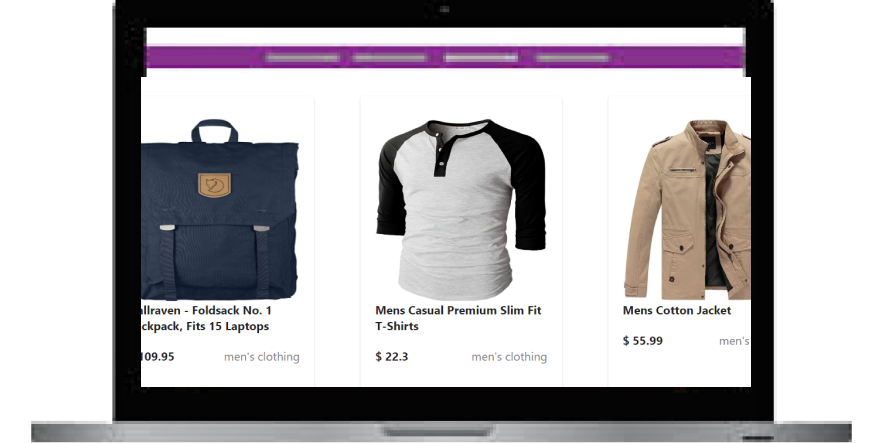 allraven - Foldsack No. 1
ckpack, Fits 15 Laptops
109.95
men's clothing
Mens Casual Premium Slim Fit
T-Shirts
$ 22.3
men's clothing
Mens Cotton Jacket
$ 55.99
men's